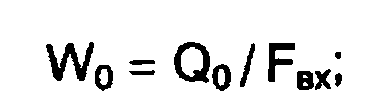 W₀ = Q₀ / Fвх;